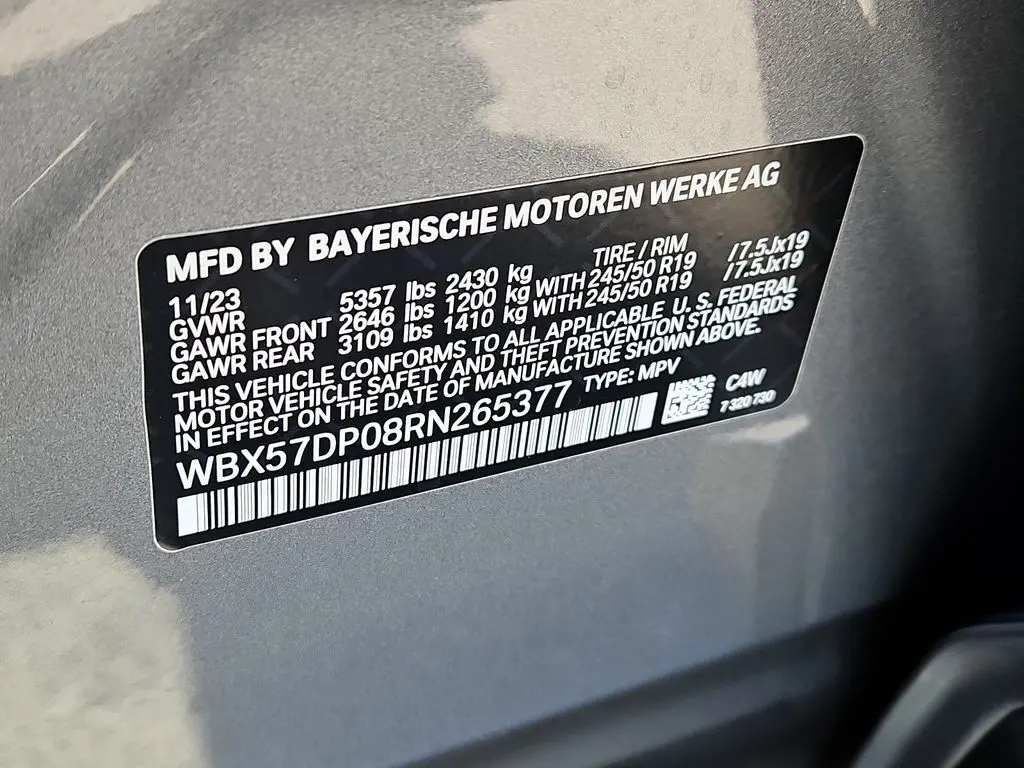 MFD BY BAYERISCHE MOTOREN WERKE AG
11/23 TIRE / RIM
GVWR 5357 lbs 2430 kg
GAWR FRONT 2646 lbs 1200 kg WITH 245/50 R19 /7.5Jx19
GAWR REAR 3109 lbs 1410 kg WITH 245/50 R19 /7.5Jx19
THIS VEHICLE CONFORMS TO ALL APPLICABLE U. S. FEDERAL
MOTOR VEHICLE SAFETY AND THEFT PREVENTION STANDARDS
IN EFFECT ON THE DATE OF MANUFACTURE SHOWN ABOVE.
WBX57DP08RN265377 TYPE: MPV
C4W
7 320 730